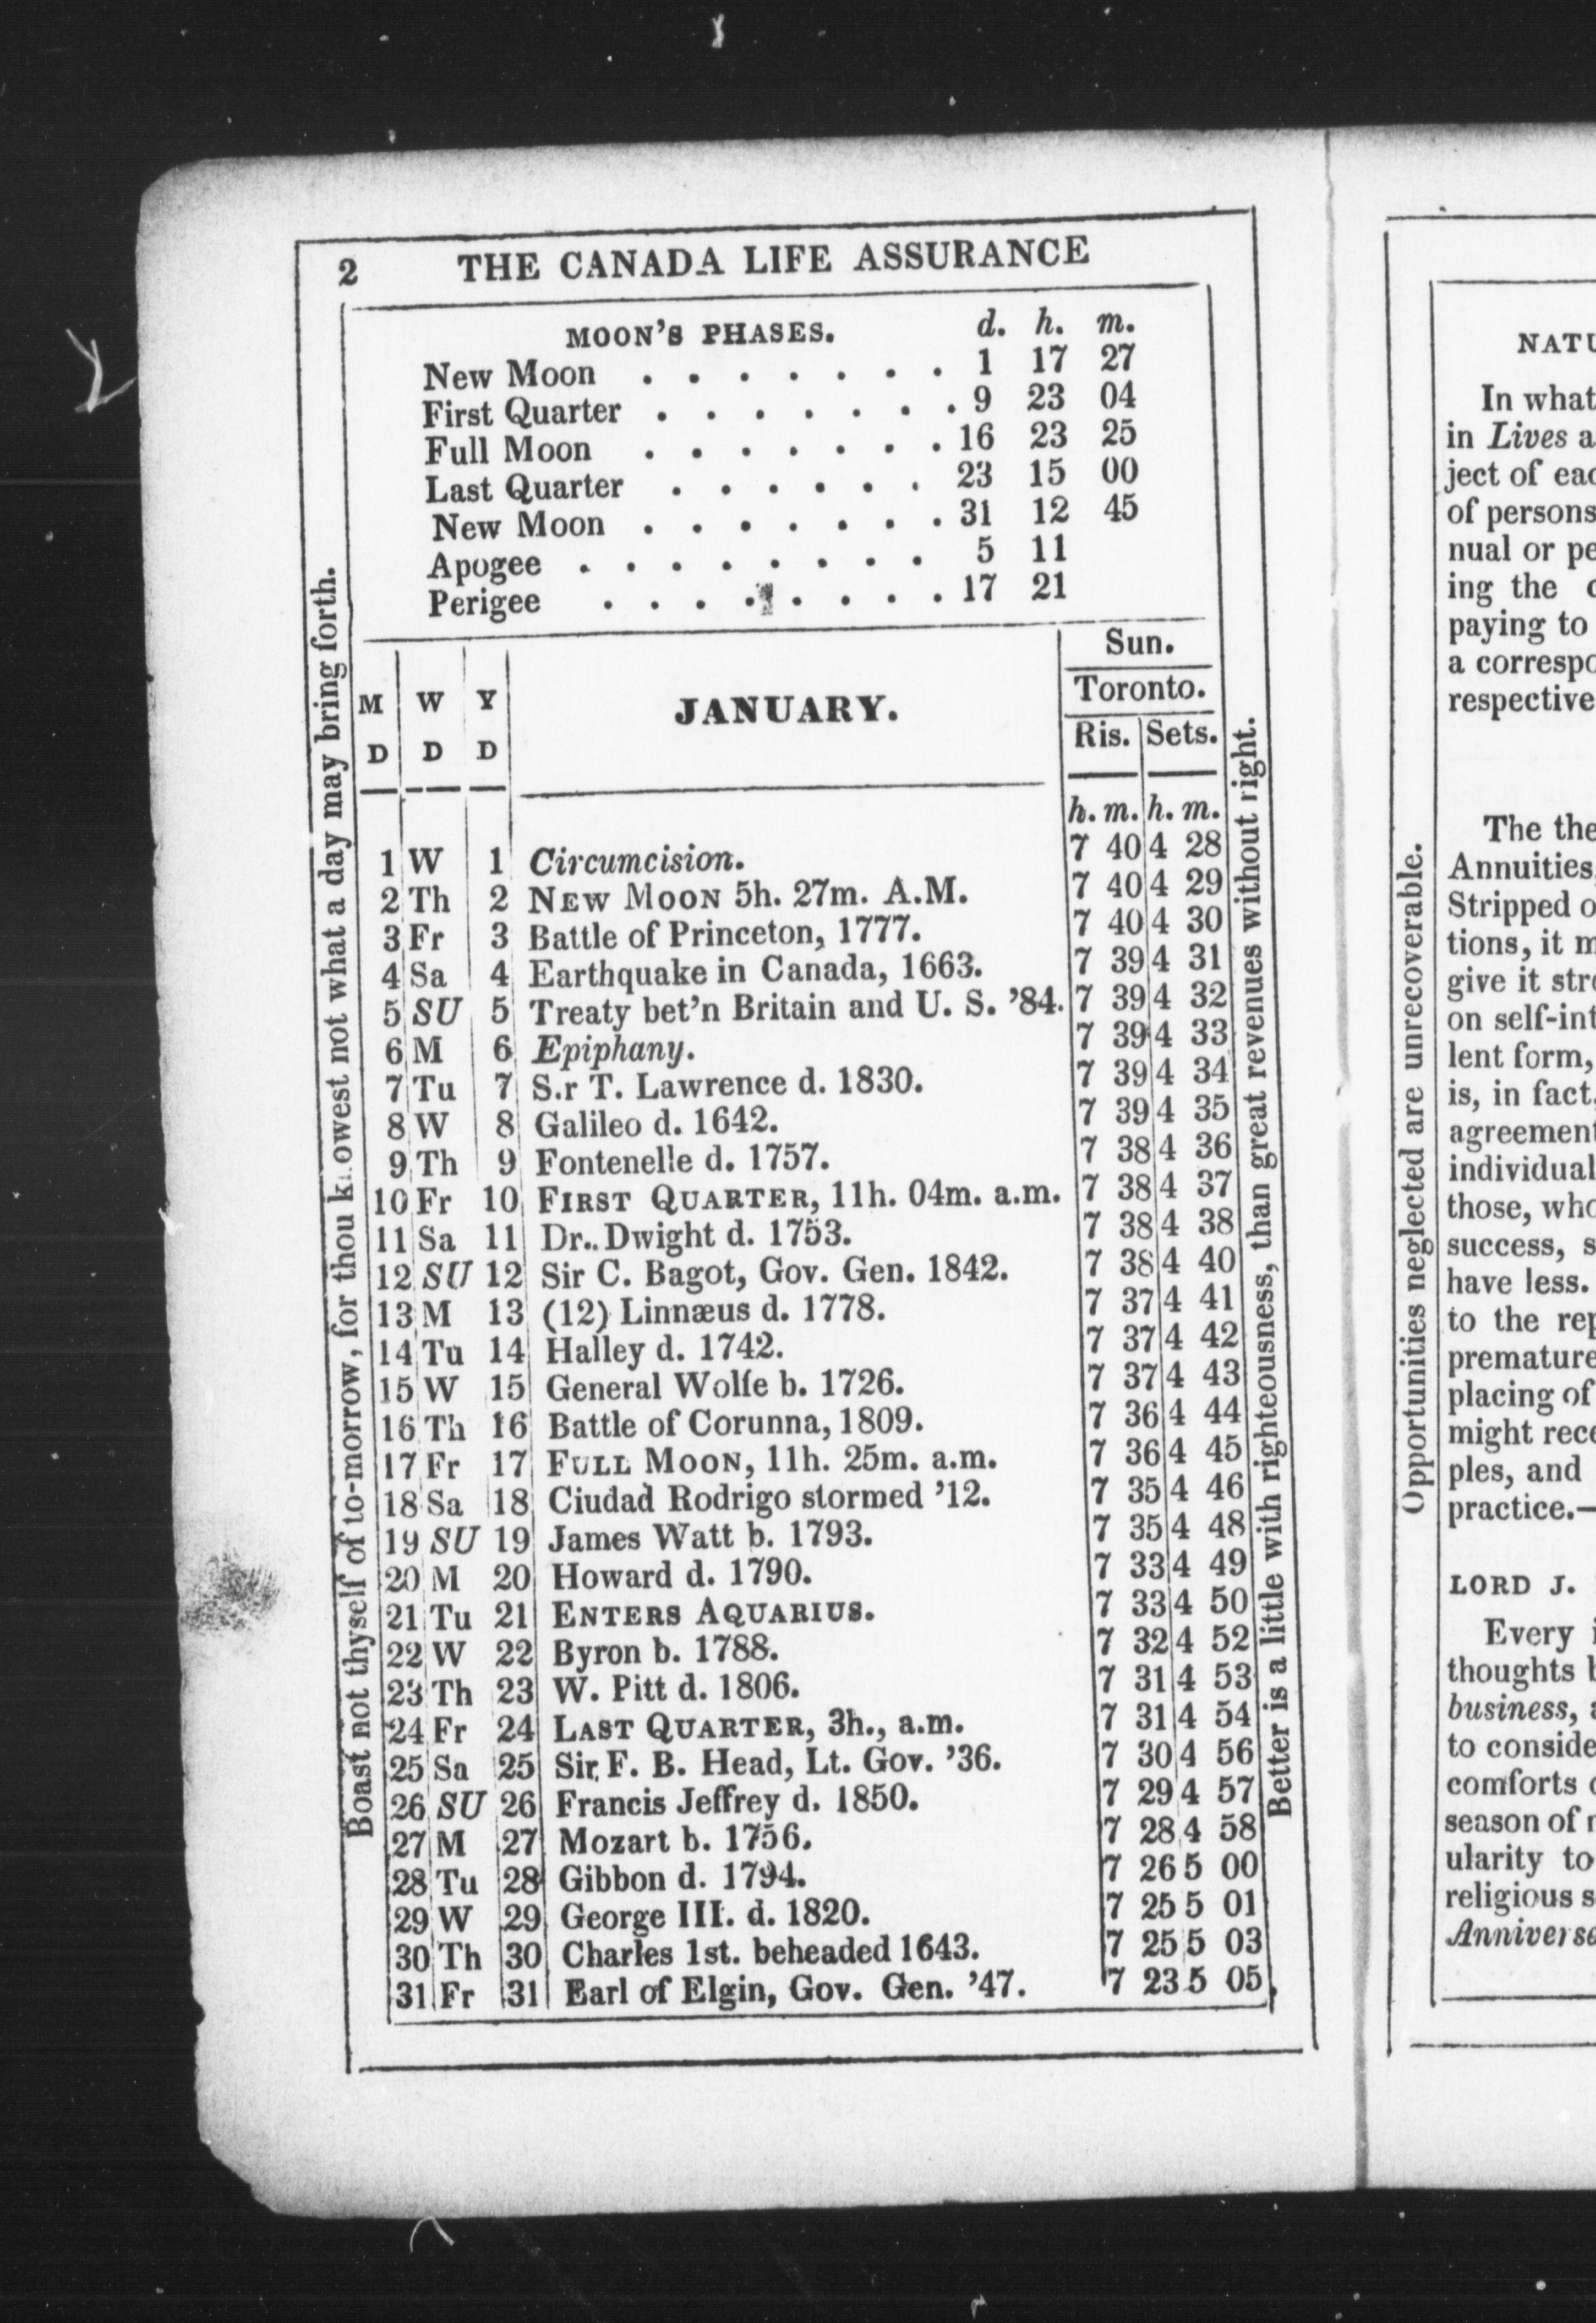 2 THE CANADA LIFE ASSURANCE
MOON'S PHASES. d. h. m.
New Moon . . . . . . . 1 17 27
First Quarter . . . . . . . 9 23 04
Full Moon . . . . . . . 16 23 25
Last Quarter . . . . . . 23 15 00
New Moon . . . . . . . 31 12 45
Apogee . . . . . . . . 5 11
Perigee . . . . . . . . 17 21
Boast not thyself of to-morrow, for thou k.owest not what a day may bring forth.
Sun.
Toronto.
M W Y JANUARY. Ris. Sets.
D D D
h. m. h. m.
1 W 1 Circumcision. 7 40 4 28
2 Th 2 NEW MOON 5h. 27m. A.M. 7 40 4 29
3 Fr 3 Battle of Princeton, 1777. 7 40 4 30
4 Sa 4 Earthquake in Canada, 1663. 7 39 4 31
5 SU 5 Treaty bet'n Britain and U. S. '84. 7 39 4 32
6 M 6 Epiphany. 7 39 4 33
7 Tu 7 S.r T. Lawrence d. 1830. 7 39 4 34
8 W 8 Galileo d. 1642. 7 39 4 35
9 Th 9 Fontenelle d. 1757. 7 38 4 36
10 Fr 10 FIRST QUARTER, 11h. 04m. a.m. 7 38 4 37
11 Sa 11 Dr. Dwight d. 1753. 7 38 4 38
12 SU 12 Sir C. Bagot, Gov. Gen. 1842. 7 38 4 40
13 M 13 (12) Linnæus d. 1778. 7 37 4 41
14 Tu 14 Halley d. 1742. 7 37 4 42
15 W 15 General Wolfe b. 1726. 7 37 4 43
16 Th 16 Battle of Corunna, 1809. 7 36 4 44
17 Fr 17 FULL MOON, 11h. 25m. a.m. 7 36 4 45
18 Sa 18 Ciudad Rodrigo stormed '12. 7 35 4 46
19 SU 19 James Watt b. 1793. 7 35 4 48
20 M 20 Howard d. 1790. 7 33 4 49
21 Tu 21 ENTERS AQUARIUS. 7 33 4 50
22 W 22 Byron b. 1788. 7 32 4 52
23 Th 23 W. Pitt d. 1806. 7 31 4 53
24 Fr 24 LAST QUARTER, 3h., a.m. 7 31 4 54
25 Sa 25 Sir F. B. Head, Lt. Gov. '36. 7 30 4 56
26 SU 26 Francis Jeffrey d. 1850. 7 29 4 57
27 M 27 Mozart b. 1756. 7 28 4 58
28 Tu 28 Gibbon d. 1794. 7 26 5 00
29 W 29 George III. d. 1820. 7 25 5 01
30 Th 30 Charles 1st. beheaded 1643. 7 25 5 03
31 Fr 31 Earl of Elgin, Gov. Gen. '47. 7 23 5 05
Better is a little with righteousness, than great revenues without right.
Opportunities neglected are unrecoverable.
NATU
In what
in Lives a
ject of eac
of persons
nual or pe
ing the c
paying to
a correspo
respective
The the
Annuities,
Stripped o
tions, it m
give it stre
on self-int
lent form,
is, in fact,
agreement
individual
those, who
success, s
have less.
to the rep
premature
placing of
might rece
ples, and
practice.—
LORD J.
Every i
thoughts b
business, a
to conside
comforts o
season of r
ularity to
religious s
Anniversa